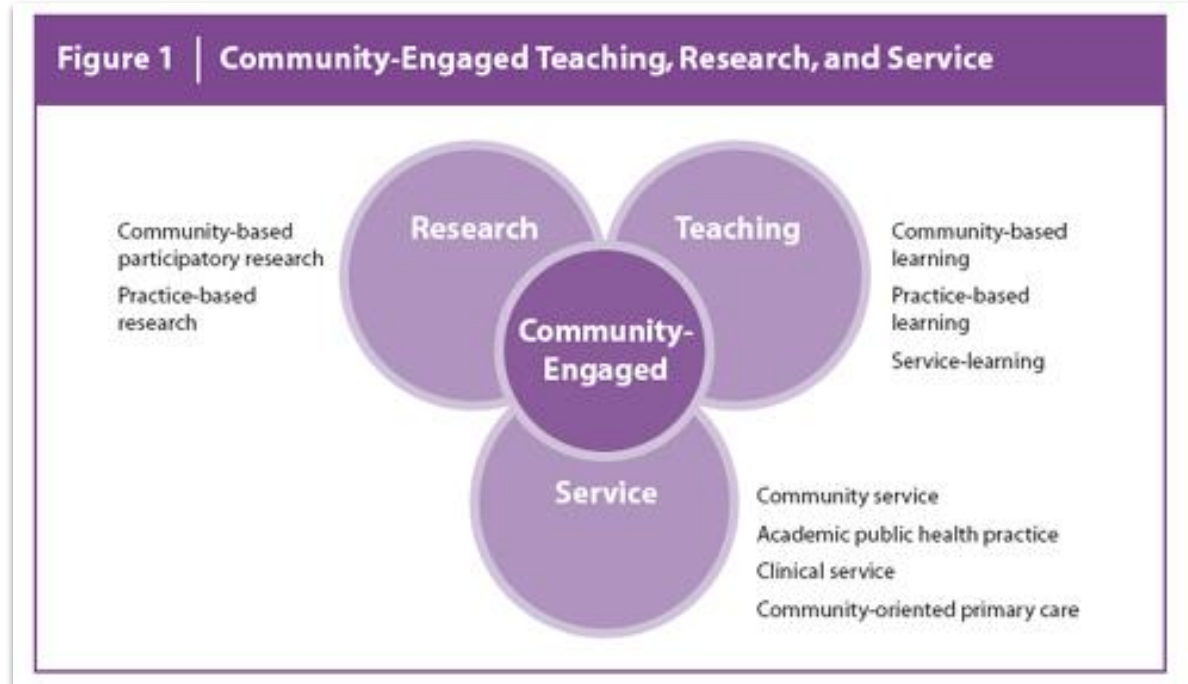 Figure 1 | Community-Engaged Teaching, Research, and Service
Research
Teaching
Community-based
participatory research
Practice-based
research
Community-based
learning
Practice-based
learning
Service-learning
Community-
Engaged
Service
Community service
Academic public health practice
Clinical service
Community-oriented primary care